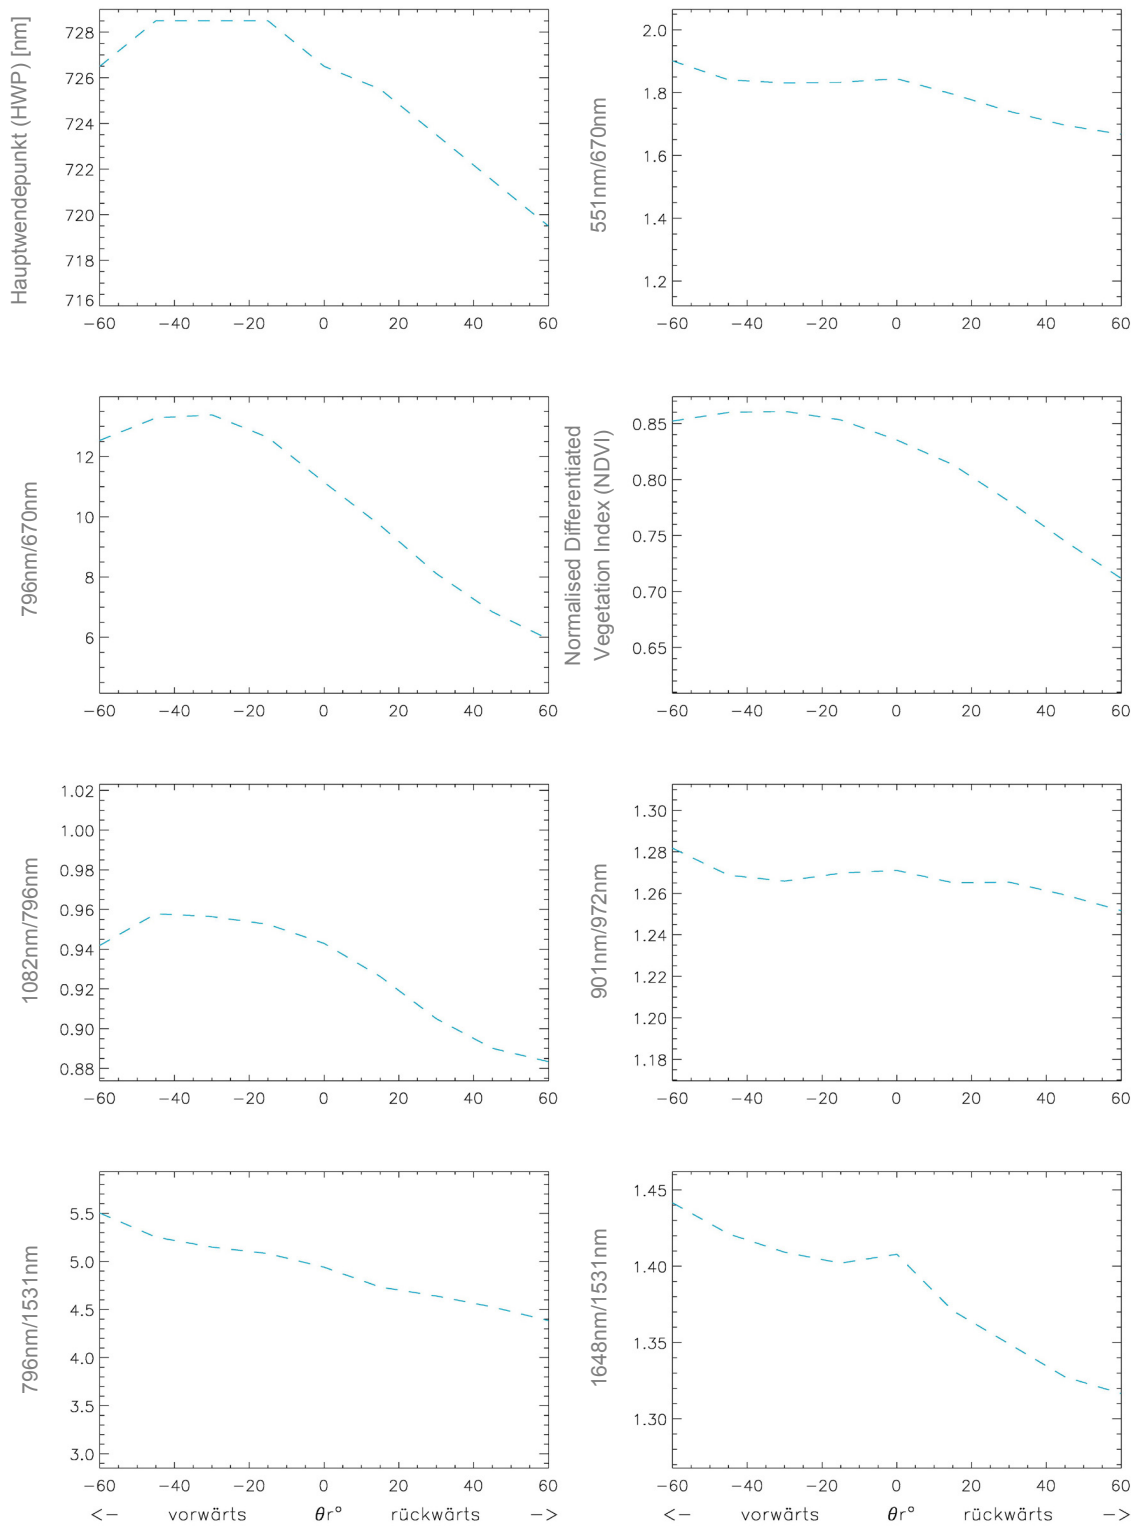 Hauptwendepunkt (HWP) [nm]
728
726
724
722
720
718
716
−60 −40 −20 0 20 40 60
551nm/670nm
2.0
1.8
1.6
1.4
1.2
−60 −40 −20 0 20 40 60
796nm/670nm
12
10
8
6
−60 −40 −20 0 20 40 60
Normalised Differentiated
Vegetation Index (NDVI)
0.85
0.80
0.75
0.70
0.65
−60 −40 −20 0 20 40 60
1082nm/796nm
1.02
1.00
0.98
0.96
0.94
0.92
0.90
0.88
−60 −40 −20 0 20 40 60
901nm/972nm
1.30
1.28
1.26
1.24
1.22
1.20
1.18
−60 −40 −20 0 20 40 60
796nm/1531nm
5.5
5.0
4.5
4.0
3.5
3.0
−60 −40 −20 0 20 40 60
<− vorwärts θr° rückwärts −>
1648nm/1531nm
1.45
1.40
1.35
1.30
−60 −40 −20 0 20 40 60
<− vorwärts θr° rückwärts −>